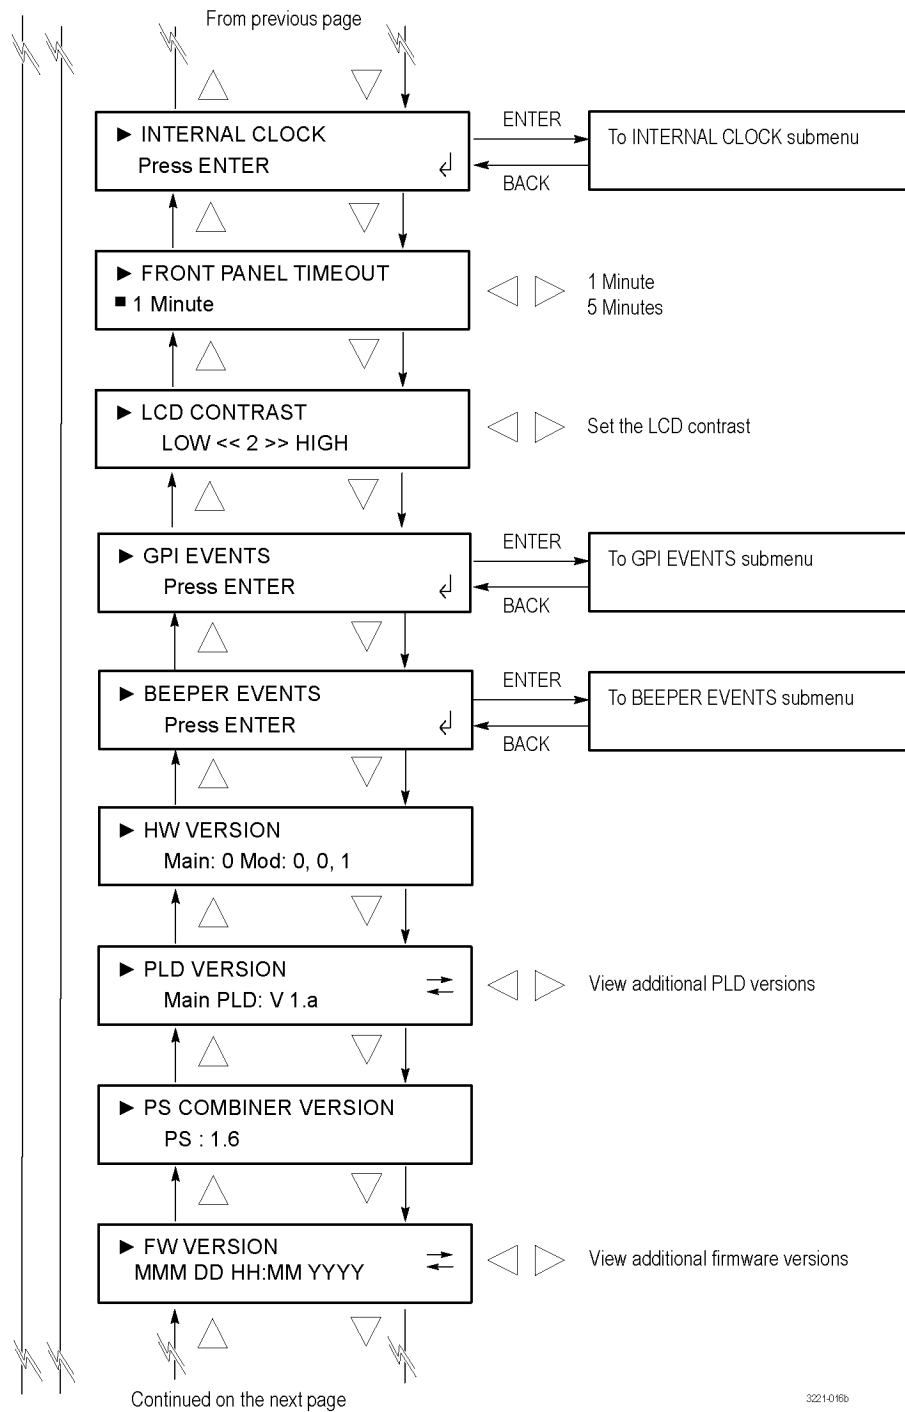 From previous page
► INTERNAL CLOCK
Press ENTER
ENTER
BACK
To INTERNAL CLOCK submenu
► FRONT PANEL TIMEOUT
■ 1 Minute
1 Minute
5 Minutes
► LCD CONTRAST
LOW << 2 >> HIGH
Set the LCD contrast
► GPI EVENTS
Press ENTER
ENTER
BACK
To GPI EVENTS submenu
► BEEPER EVENTS
Press ENTER
ENTER
BACK
To BEEPER EVENTS submenu
► HW VERSION
Main: 0 Mod: 0, 0, 1
► PLD VERSION
Main PLD: V 1.a
View additional PLD versions
► PS COMBINER VERSION
PS : 1.6
► FW VERSION
MMM DD HH:MM YYYY
View additional firmware versions
Continued on the next page
3221-016b